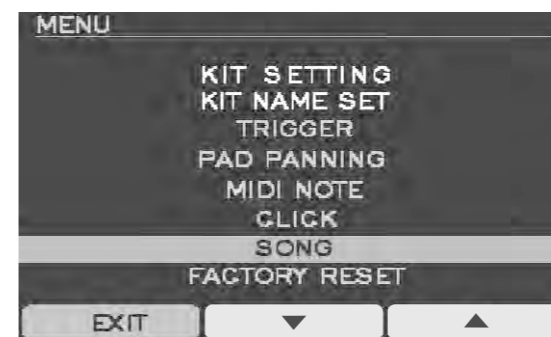 MENU
KIT SETTING
KIT NAME SET
TRIGGER
PAD PANNING
MIDI NOTE
CLICK
SONG
FACTORY RESET
EXIT ▼ ▲